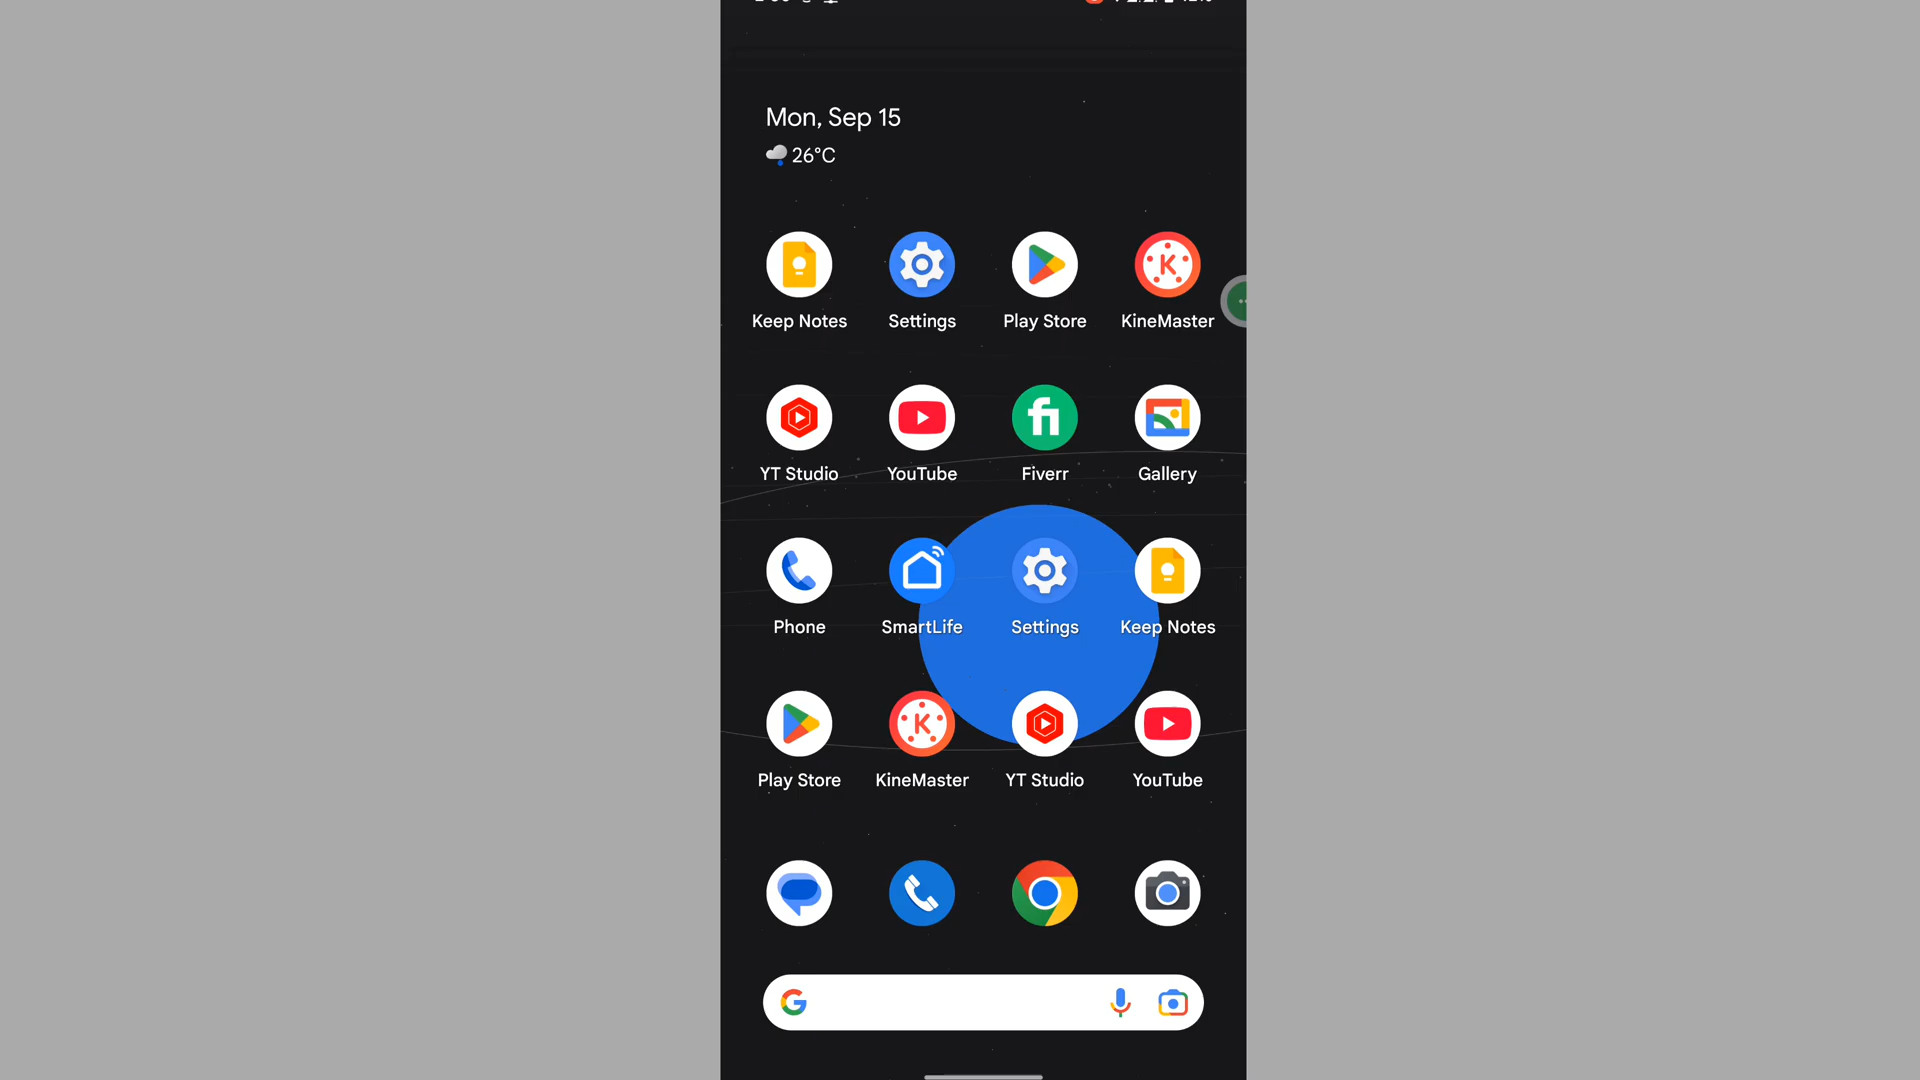 Mon, Sep 15
26°C
Keep Notes Settings Play Store KineMaster
YT Studio YouTube Fiverr Gallery
Phone SmartLife Settings Keep Notes
Play Store KineMaster YT Studio YouTube